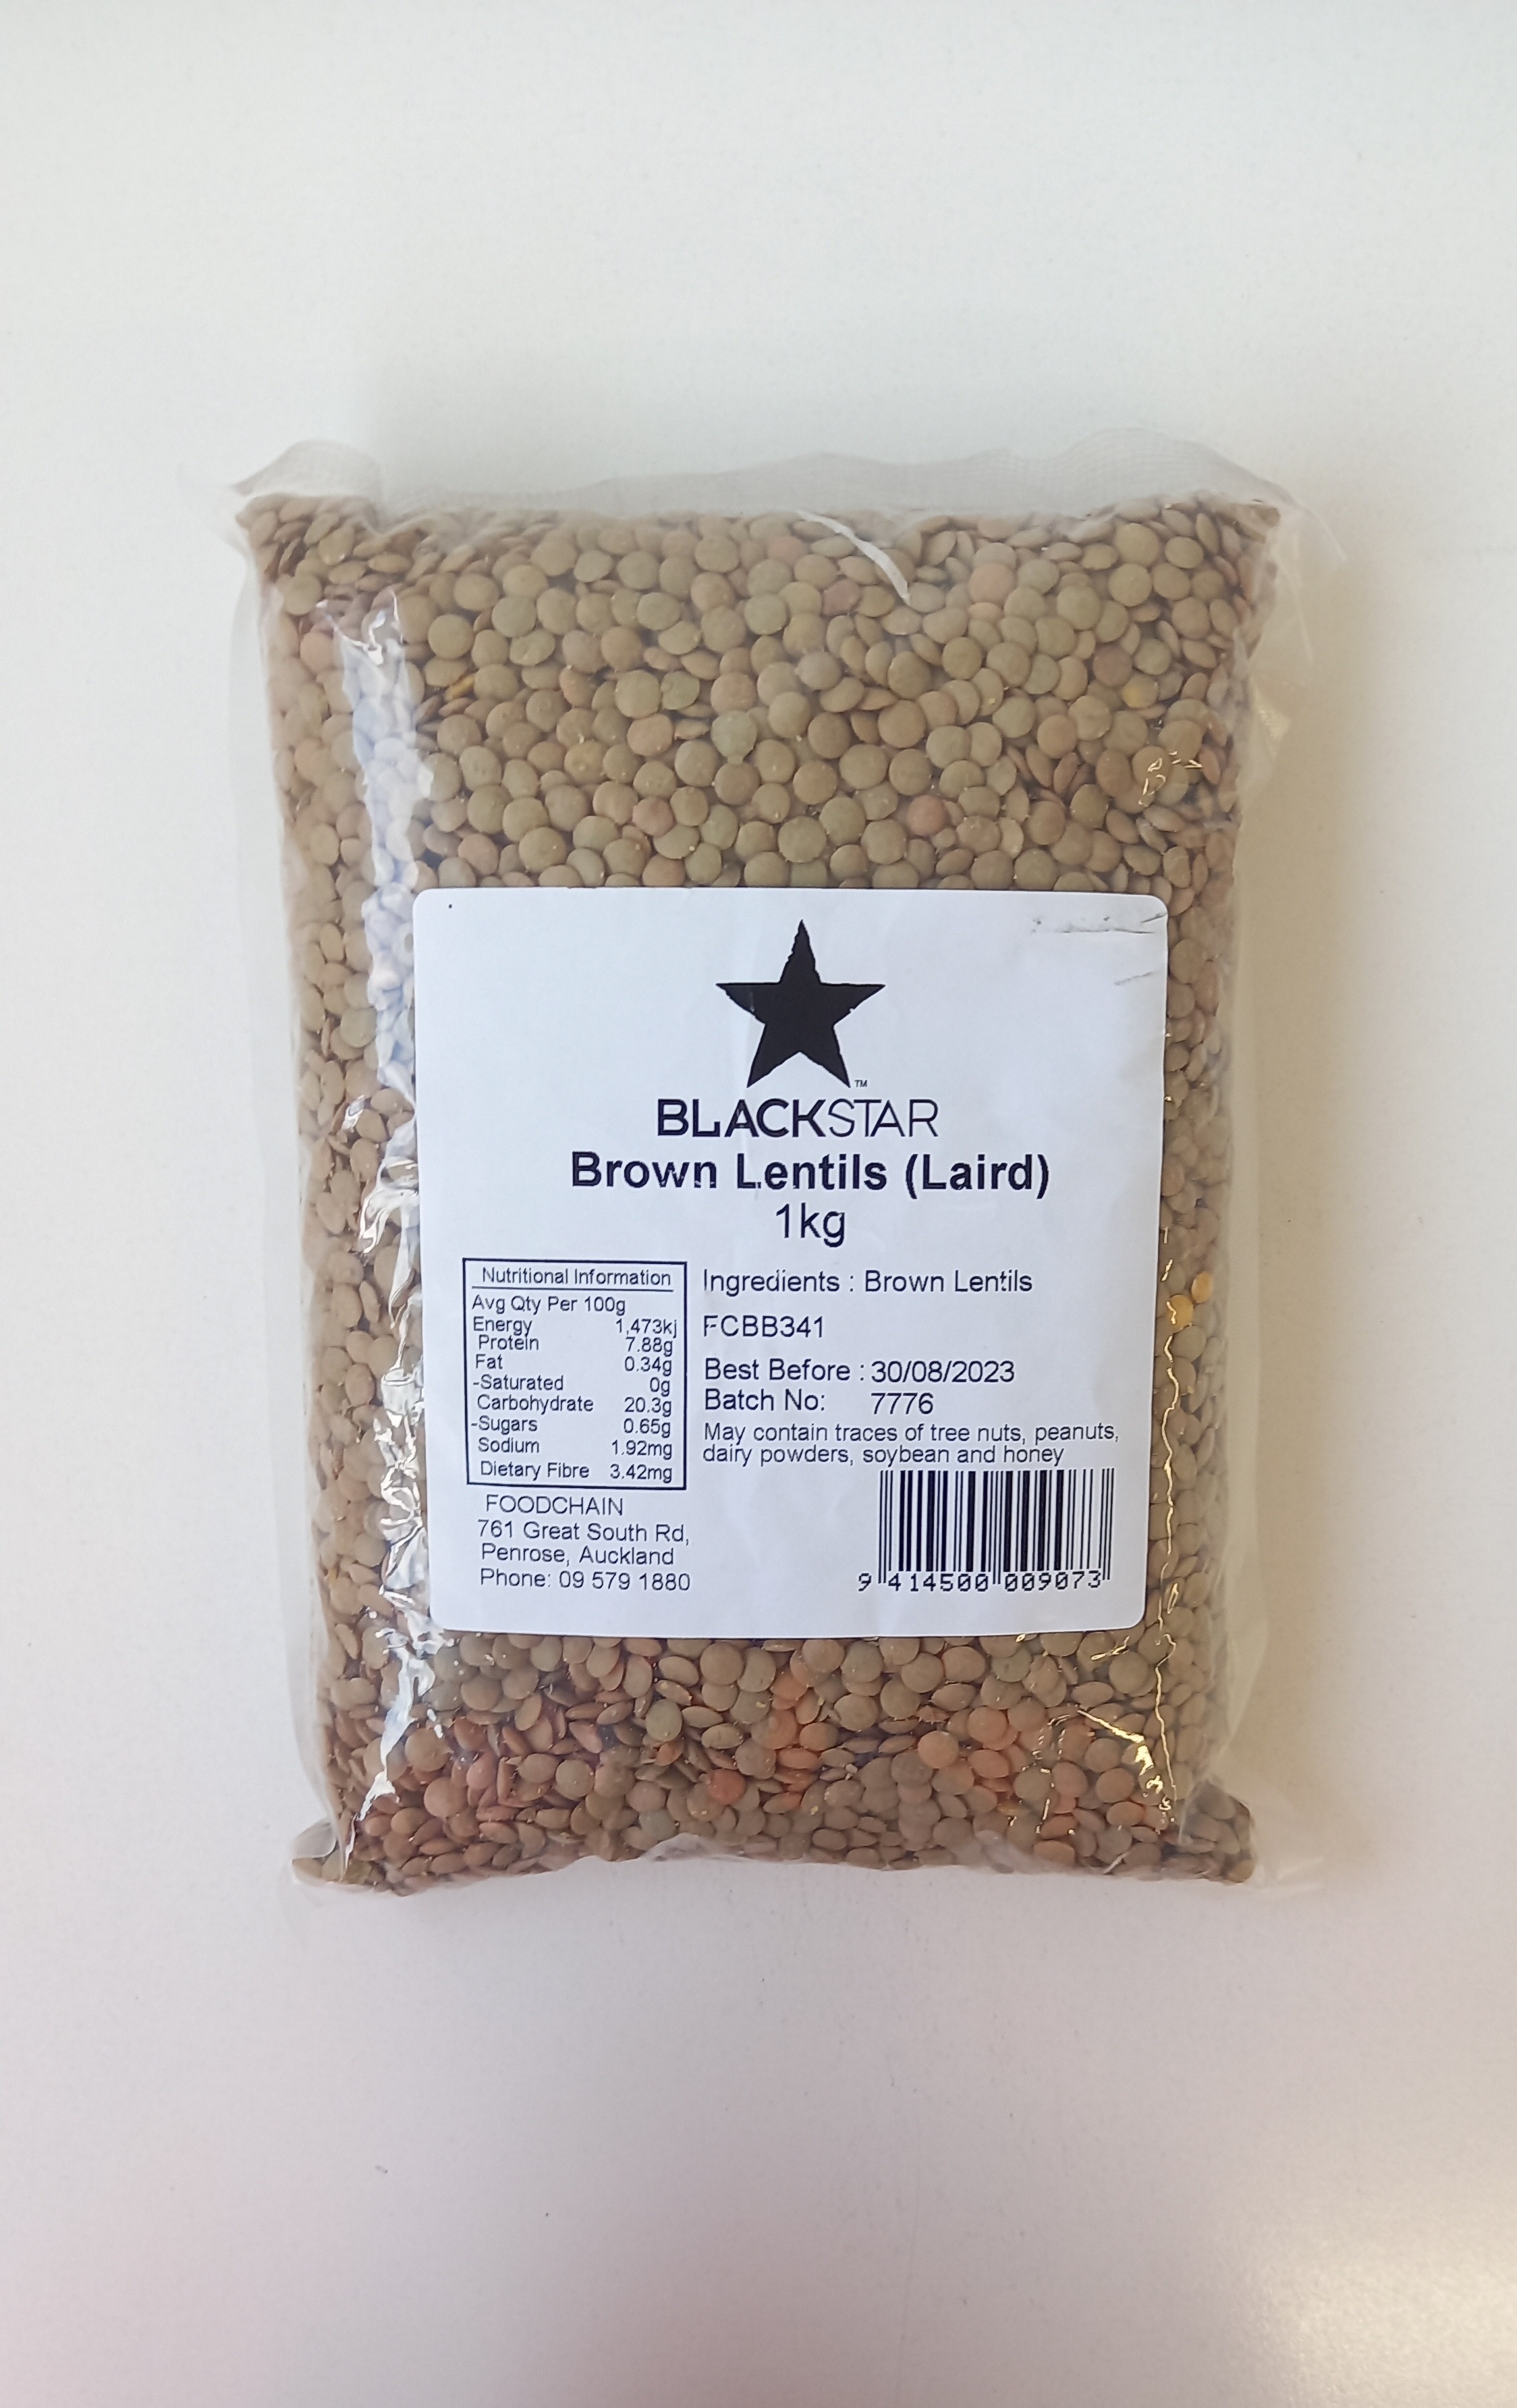 TM
BLACKSTAR
Brown Lentils (Laird)
1kg
Nutritional Information
Avg Qty Per 100g
Energy 1,473kj
Protein 7.88g
Fat 0.34g
-Saturated 0g
Carbohydrate 20.3g
-Sugars 0.65g
Sodium 1.92mg
Dietary Fibre 3.42mg
FOODCHAIN
761 Great South Rd,
Penrose, Auckland
Phone: 09 579 1880
Ingredients : Brown Lentils
FCBB341
Best Before : 30/08/2023
Batch No: 7776
May contain traces of tree nuts, peanuts,
dairy powders, soybean and honey
9 414500 009073